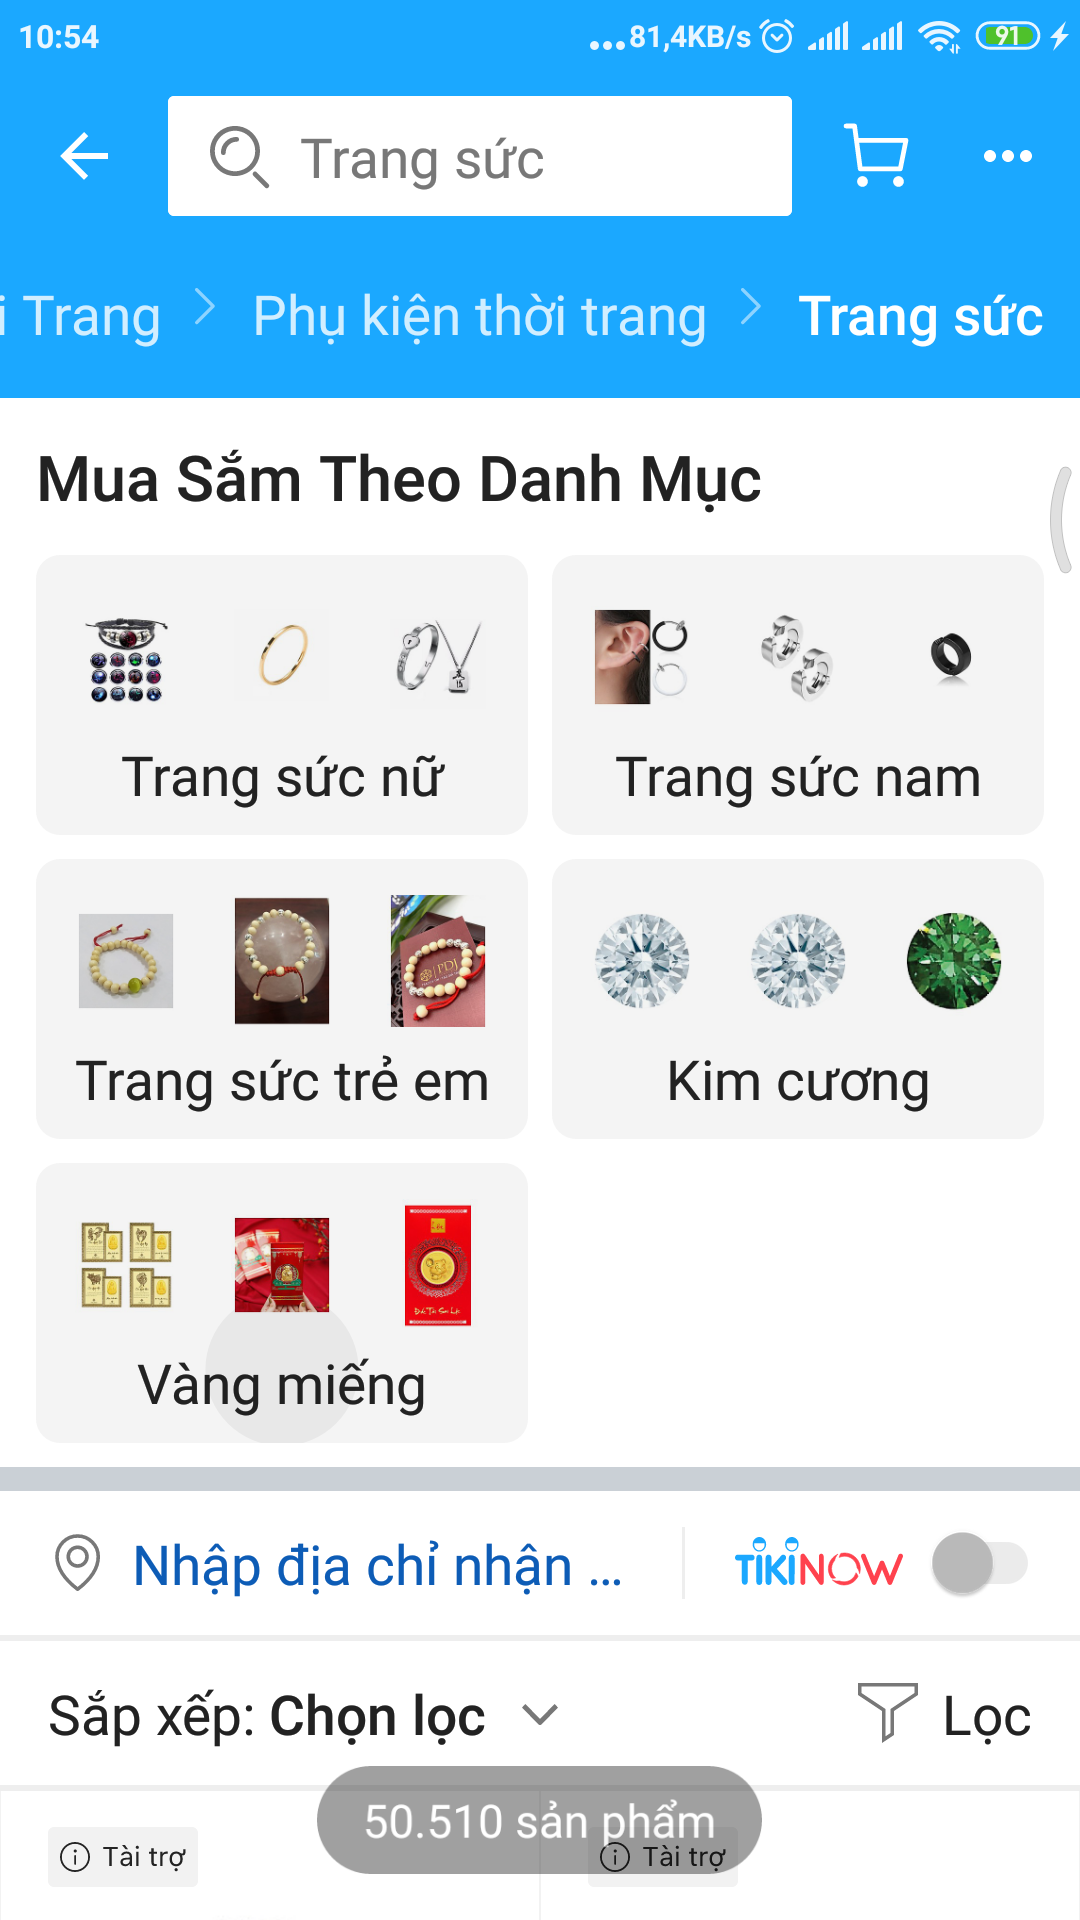 10:54
...81,4KB/s
91
Trang sức
i Trang
Phụ kiện thời trang
Trang sức
Mua Sắm Theo Danh Mục
Trang sức nữ
Trang sức nam
PDJ
Trang sức trẻ em
Kim cương
Vàng miếng
Nhập địa chỉ nhận ...
TIKINOW
Sắp xếp: Chọn lọc
Lọc
50.510 sản phẩm
Tài trợ
Tài trợ